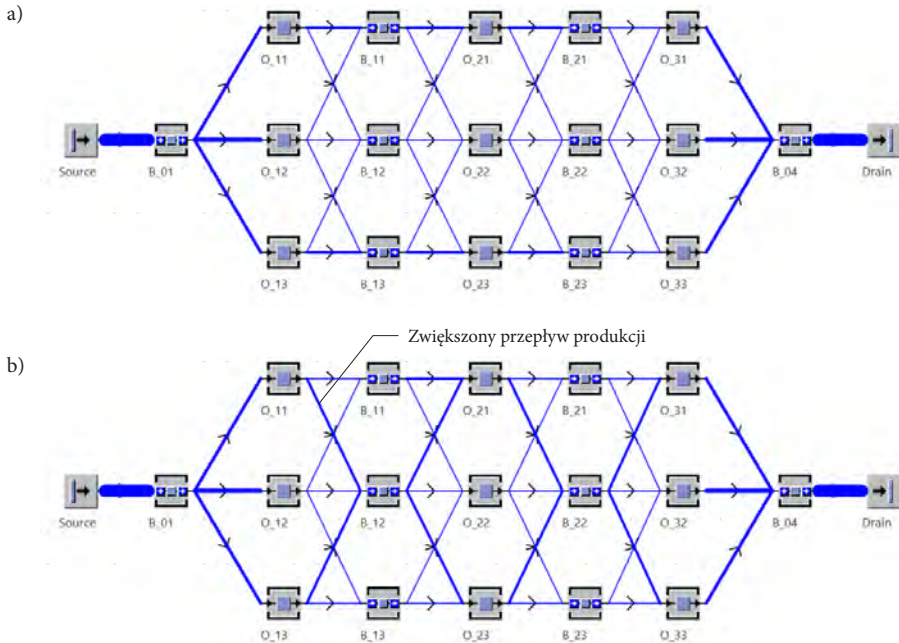 a)
O_11 B_11 O_21 B_21 O_31
Source B_01 O_12 B_12 O_22 B_22 O_32 B_04 Drain
O_13 B_13 O_23 B_23 O_33
Zwiększony przepływ produkcji
b)
O_11 B_11 O_21 B_21 O_31
Source B_01 O_12 B_12 O_22 B_22 O_32 B_04 Drain
O_13 B_13 O_23 B_23 O_33